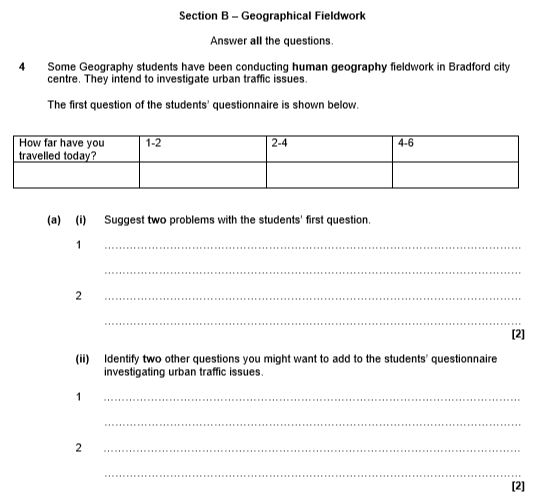 Section B – Geographical Fieldwork
Answer all the questions.
4 Some Geography students have been conducting human geography fieldwork in Bradford city
centre. They intend to investigate urban traffic issues.
The first question of the students' questionnaire is shown below.
How far have you 1-2 2-4 4-6
travelled today?
(a) (i) Suggest two problems with the students' first question.
1 ........................................................................................................
........................................................................................................
2 ........................................................................................................
........................................................................................................
[2]
(ii) Identify two other questions you might want to add to the students' questionnaire
investigating urban traffic issues.
1 ........................................................................................................
........................................................................................................
2 ........................................................................................................
........................................................................................................
[2]